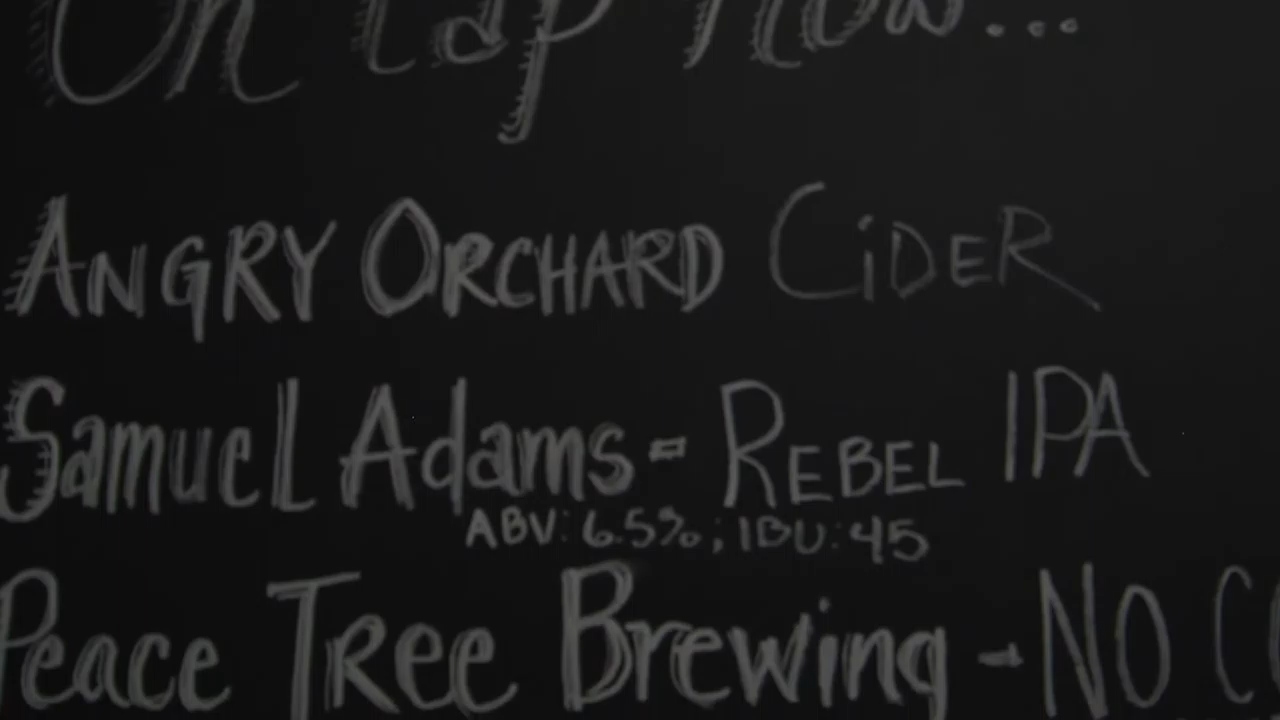 On Tap Now...
ANGRY ORCHARD CiDER
SamueL Adams - REBEL IPA
ABV: 6.5%; IBU: 45
Peace TRee Brewing - NO